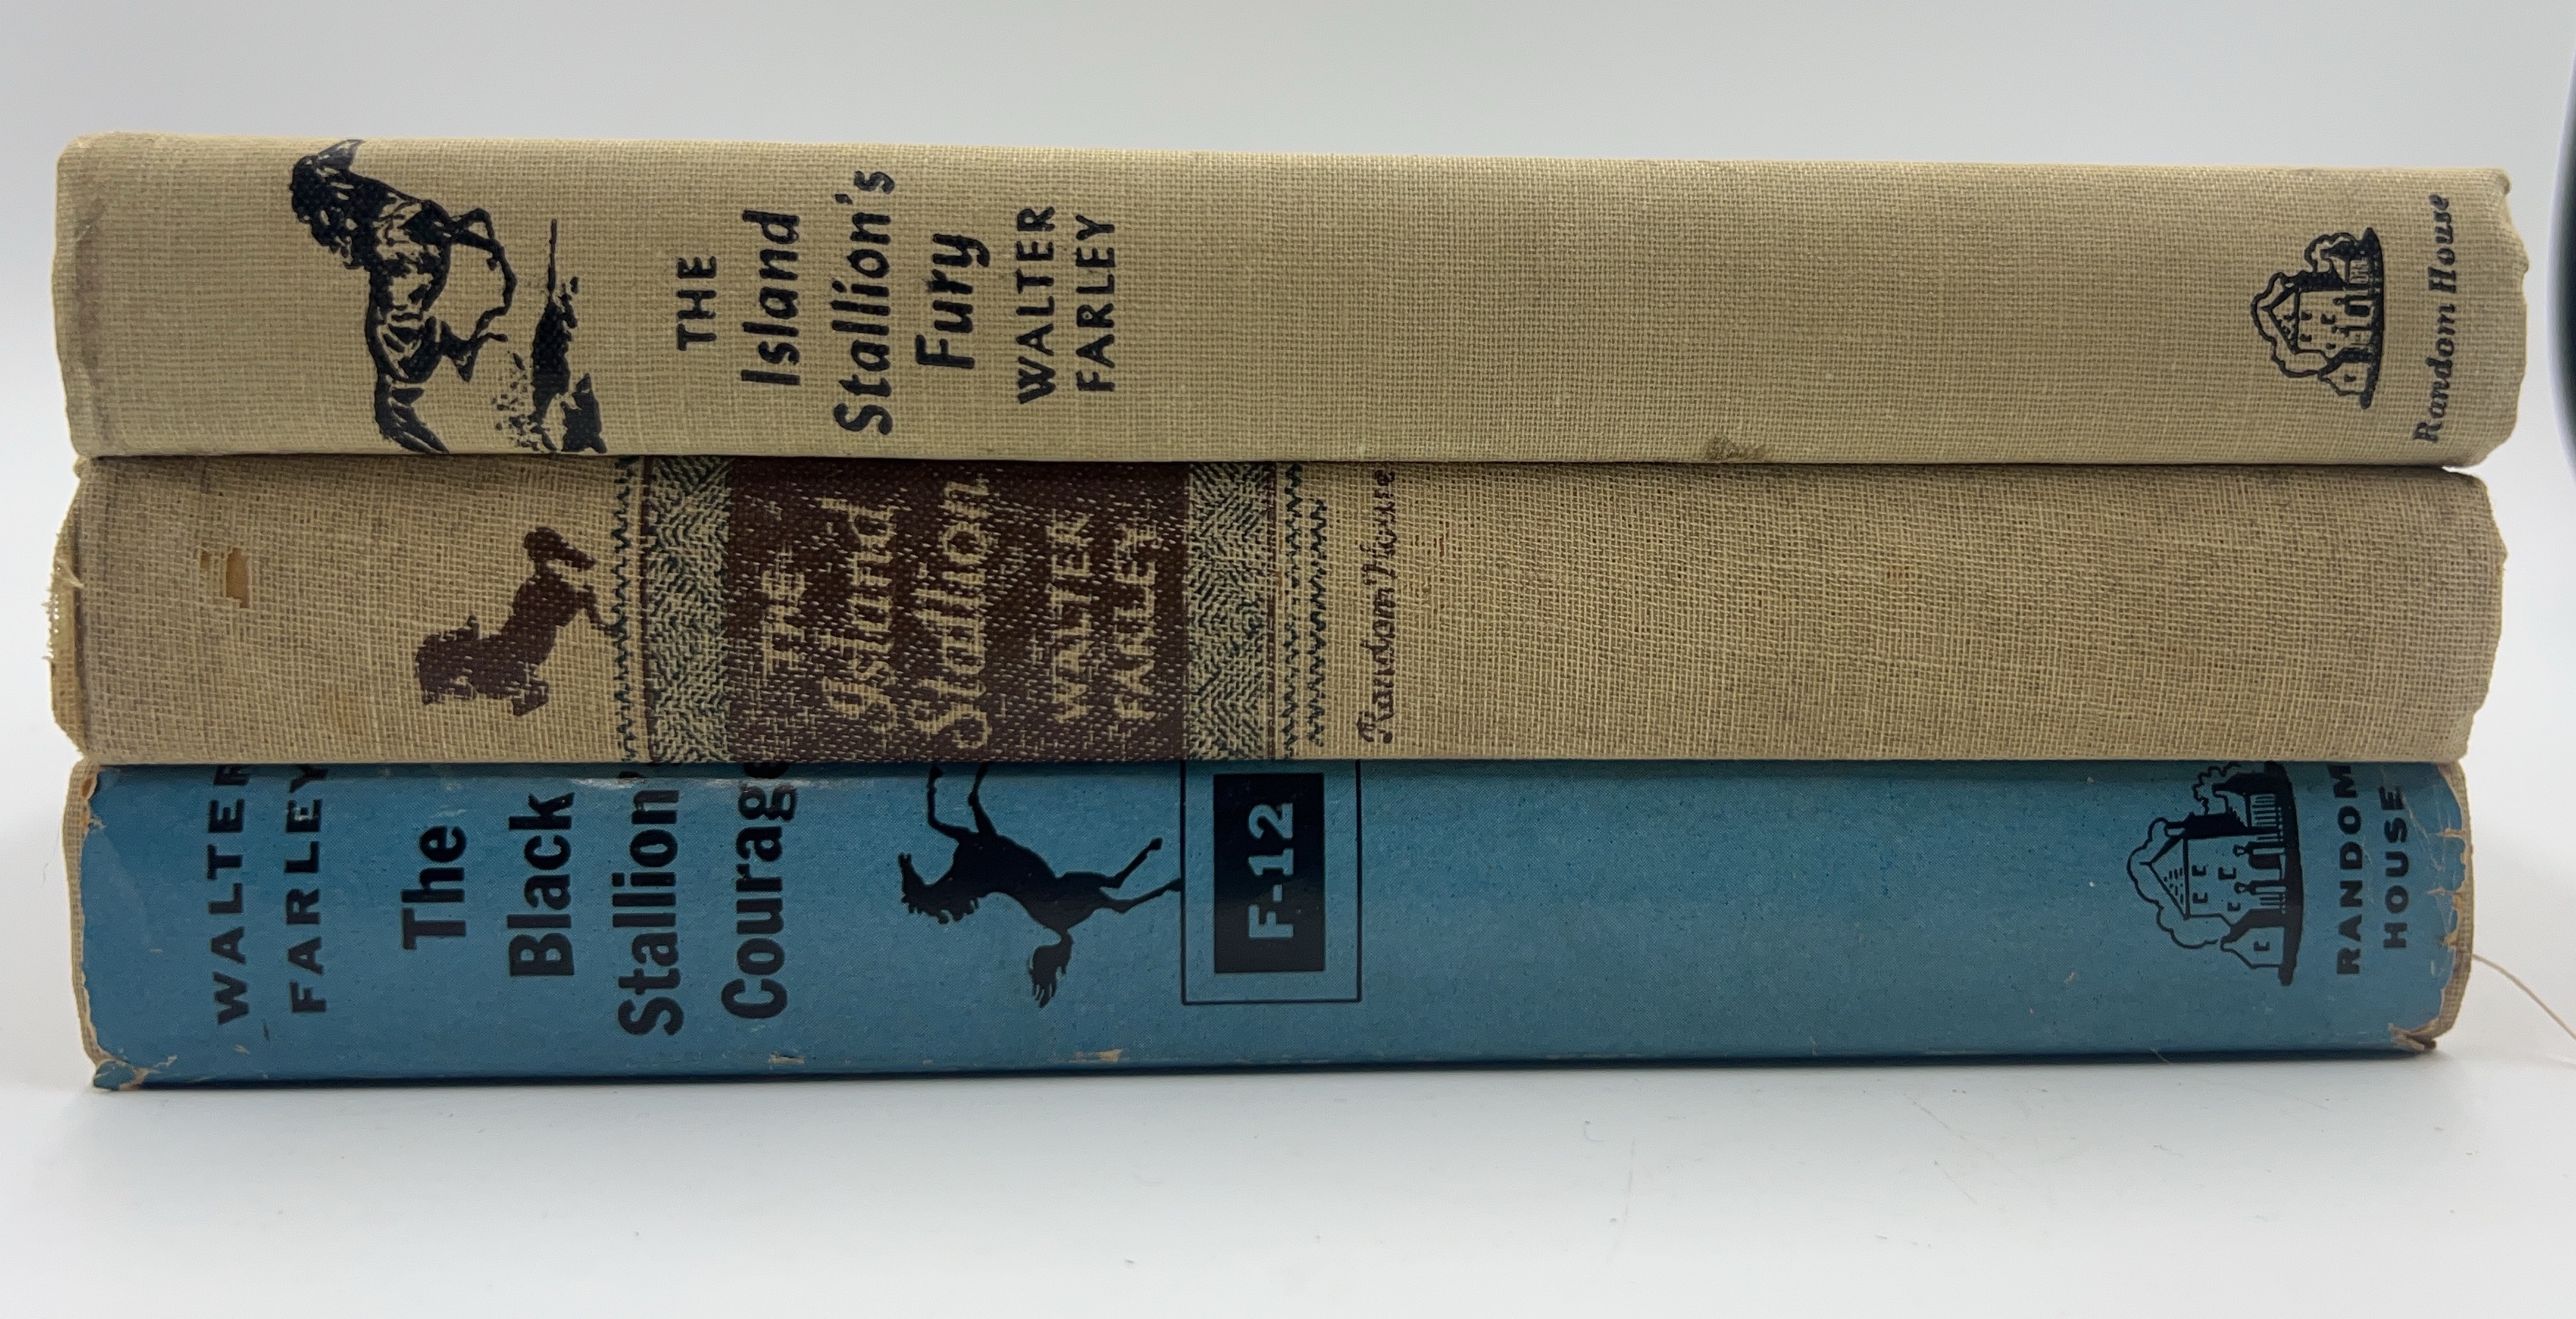 THE
Island
Stallion's
Fury
WALTER
FARLEY
Random House
THE
Island
Stallion
WALTER
FARLEY
Random House
WALTER
FARLEY
The
Black
Stallion'
Courage
F-12
RANDOM
HOUSE